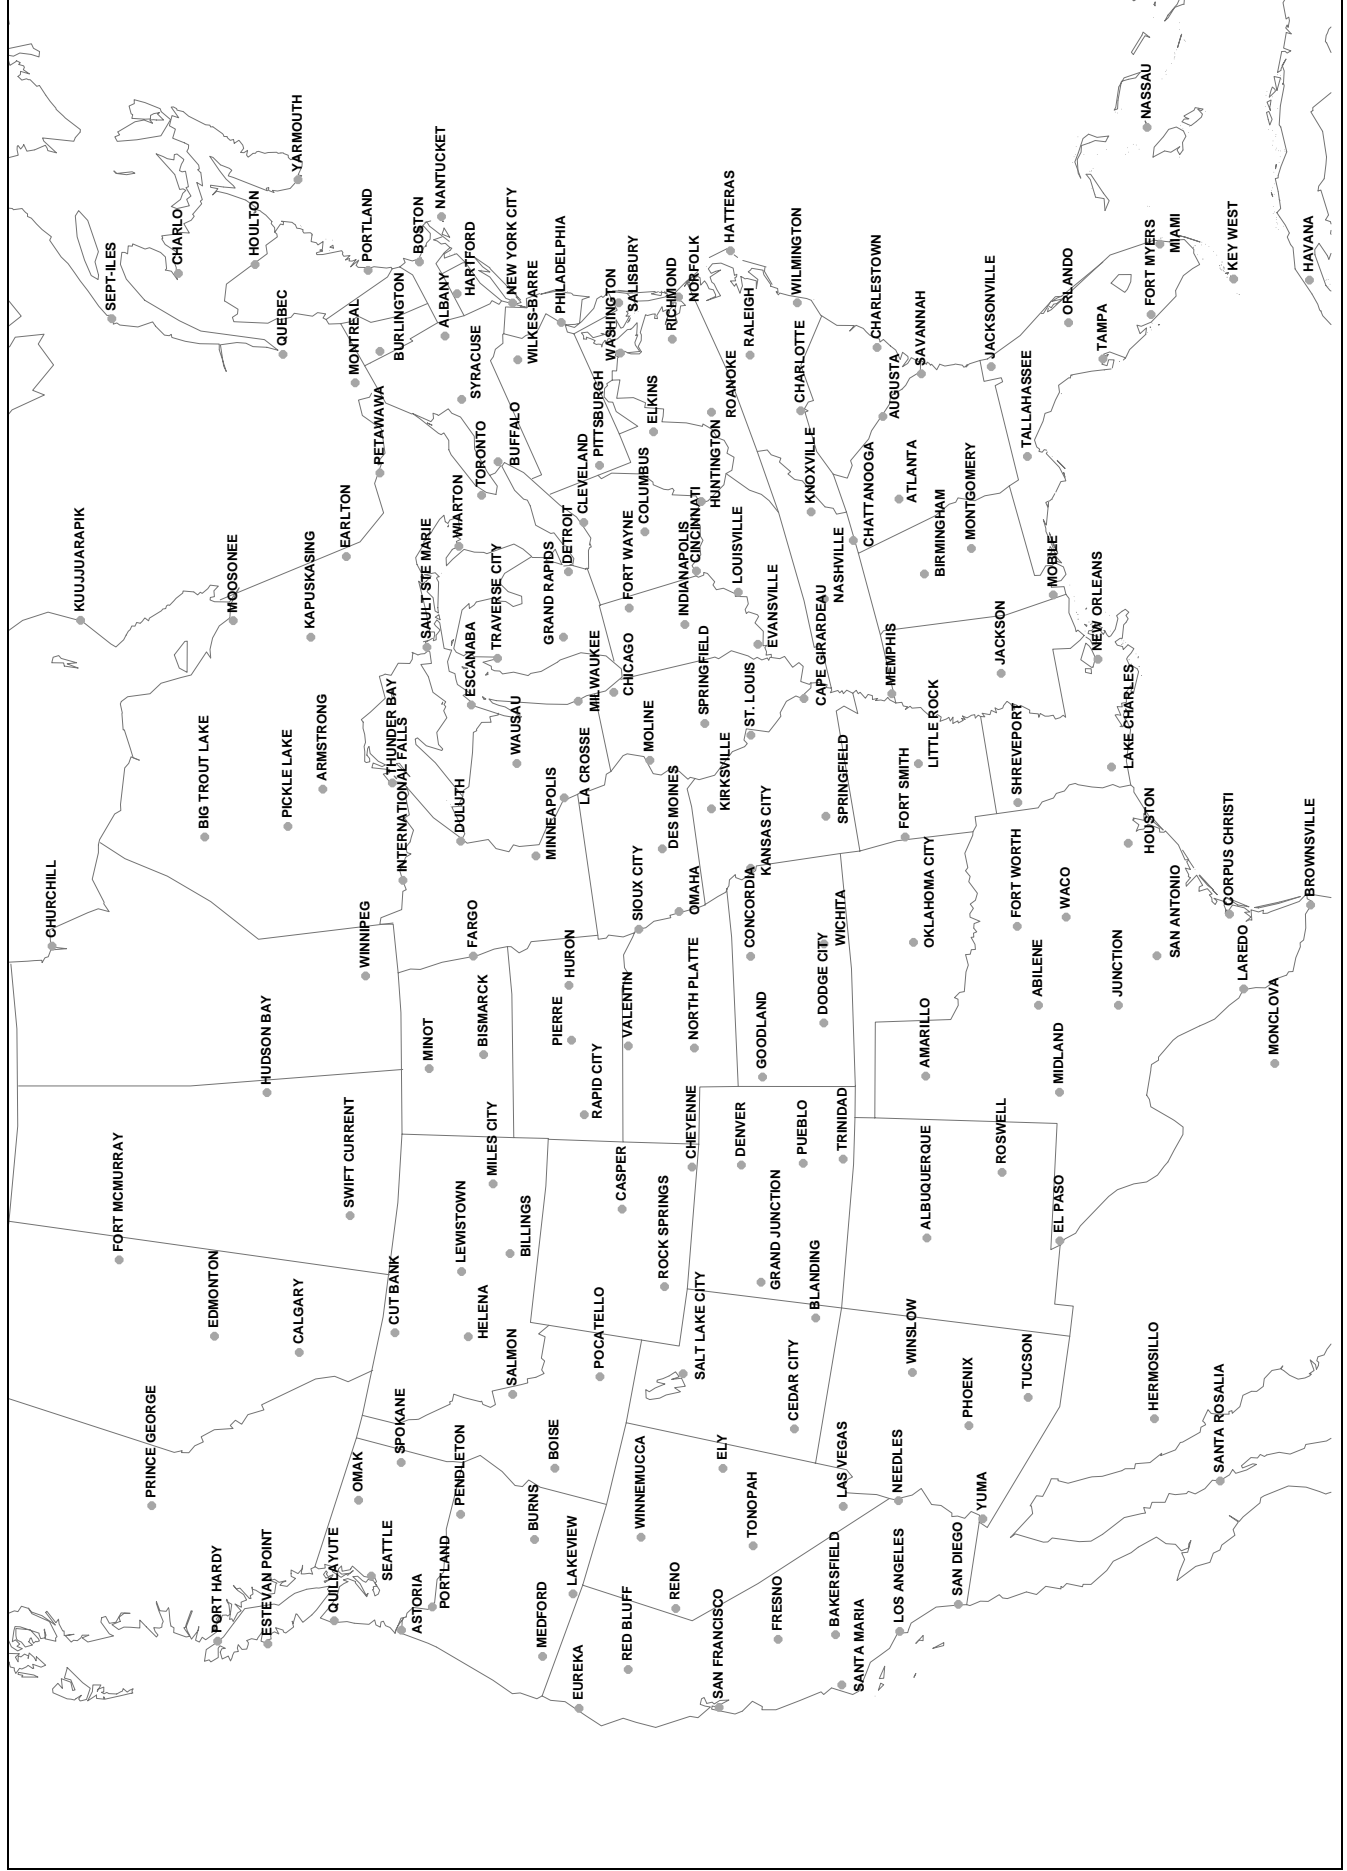 PORT HARDY
ESTEVAN POINT
QUILLAYUTE
SEATTLE
ASTORIA
PORTLAND
MEDFORD
EUREKA
LAKEVIEW
RED BLUFF
RENO
SAN FRANCISCO
FRESNO
BAKERSFIELD
SANTA MARIA
LOS ANGELES
SAN DIEGO
PRINCE GEORGE
OMAK
SPOKANE
PENDLETON
BURNS
BOISE
WINNEMUCCA
ELY
TONOPAH
LAS VEGAS
NEEDLES
YUMA
PHOENIX
TUCSON
HERMOSILLO
SANTA ROSALIA
EDMONTON
CALGARY
CUT BANK
HELENA
SALMON
POCATELLO
SALT LAKE CITY
CEDAR CITY
WINSLOW
FORT MCMURRAY
SWIFT CURRENT
LEWISTOWN
MILES CITY
BILLINGS
CASPER
ROCK SPRINGS
GRAND JUNCTION
BLANDING
ALBUQUERQUE
EL PASO
CHEYENNE
DENVER
PUEBLO
TRINIDAD
ROSWELL
HUDSON BAY
WINNIPEG
MINOT
BISMARCK
PIERRE
RAPID CITY
VALENTIN
NORTH PLATTE
GOODLAND
DODGE CITY
AMARILLO
MIDLAND
ABILENE
JUNCTION
LAREDO
MONCLOVA
CHURCHILL
FARGO
HURON
SIOUX CITY
OMAHA
CONCORDIA
WICHITA
OKLAHOMA CITY
FORT WORTH
WACO
SAN ANTONIO
CORPUS CHRISTI
BROWNSVILLE
BIG TROUT LAKE
PICKLE LAKE
ARMSTRONG
THUNDER BAY
INTERNATIONAL FALLS
DULUTH
MINNEAPOLIS
LA CROSSE
WAUSAU
DES MOINES
MOLINE
KIRKSVILLE
KANSAS CITY
SPRINGFIELD
ST. LOUIS
SPRINGFIELD
FORT SMITH
LITTLE ROCK
SHREVEPORT
HOUSTON
LAKE CHARLES
KUUJJUARAPIK
MOOSONEE
KAPUSKASING
EARLTON
SAULT STE MARIE
WIARTON
ESCANABA
TRAVERSE CITY
GRAND RAPIDS
DETROIT
MILWAUKEE
CHICAGO
FORT WAYNE
INDIANAPOLIS
CINCINNATI
LOUISVILLE
EVANSVILLE
CAPE GIRARDEAU
NASHVILLE
MEMPHIS
JACKSON
BIRMINGHAM
MONTGOMERY
MOBILE
NEW ORLEANS
PETAWAWA
TORONTO
BUFFALO
CLEVELAND
PITTSBURGH
COLUMBUS
ELKINS
HUNTINGTON
ROANOKE
KNOXVILLE
CHATTANOOGA
ATLANTA
AUGUSTA
CHARLOTTE
TALLAHASSEE
SEPT-ILES
CHARLO
HOULTON
QUEBEC
MONTREAL
BURLINGTON
ALBANY
SYRACUSE
WILKES-BARRE
PHILADELPHIA
WASHINGTON
SALISBURY
RICHMOND
NORFOLK
RALEIGH
HATTERAS
WILMINGTON
CHARLESTOWN
SAVANNAH
JACKSONVILLE
ORLANDO
TAMPA
FORT MYERS
MIAMI
KEY WEST
HAVANA
NASSAU
YARMOUTH
PORTLAND
BOSTON
NANTUCKET
HARTFORD
NEW YORK CITY